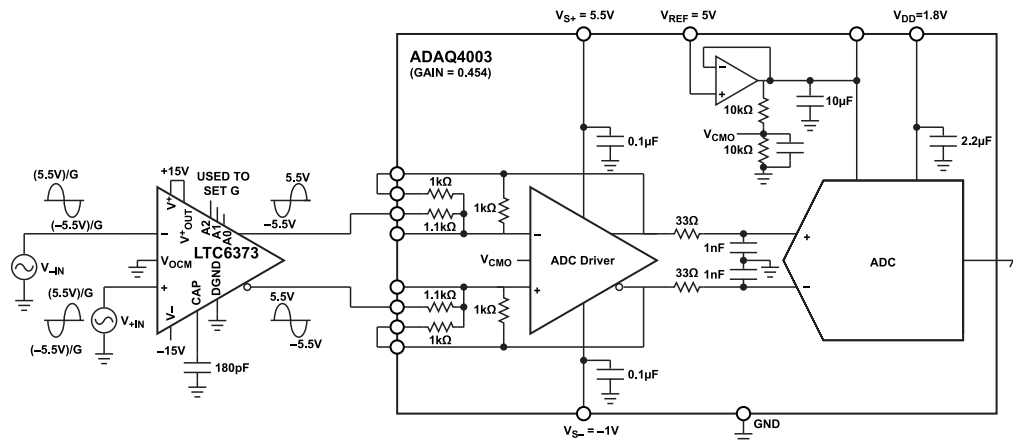 V_S+ = 5.5V
V_REF = 5V
V_DD = 1.8V
ADAQ4003
(GAIN = 0.454)
10kΩ
10µF
V_CMO
10kΩ
0.1µF
2.2µF
(5.5V)/G
(–5.5V)/G
+15V
USED TO
SET G
5.5V
–5.5V
V+
V+OUT
A2
A1
A0
–
LTC6373
V_OCM
+
V–
CAP
DGND
V_–IN
(5.5V)/G
(–5.5V)/G
V_+IN
–15V
180pF
5.5V
–5.5V
1kΩ
1.1kΩ
1kΩ
–
V_CMO
ADC Driver
+
1.1kΩ
1kΩ
1kΩ
33Ω
1nF
1nF
33Ω
+
ADC
–
–
+
0.1µF
V_S– = –1V
GND